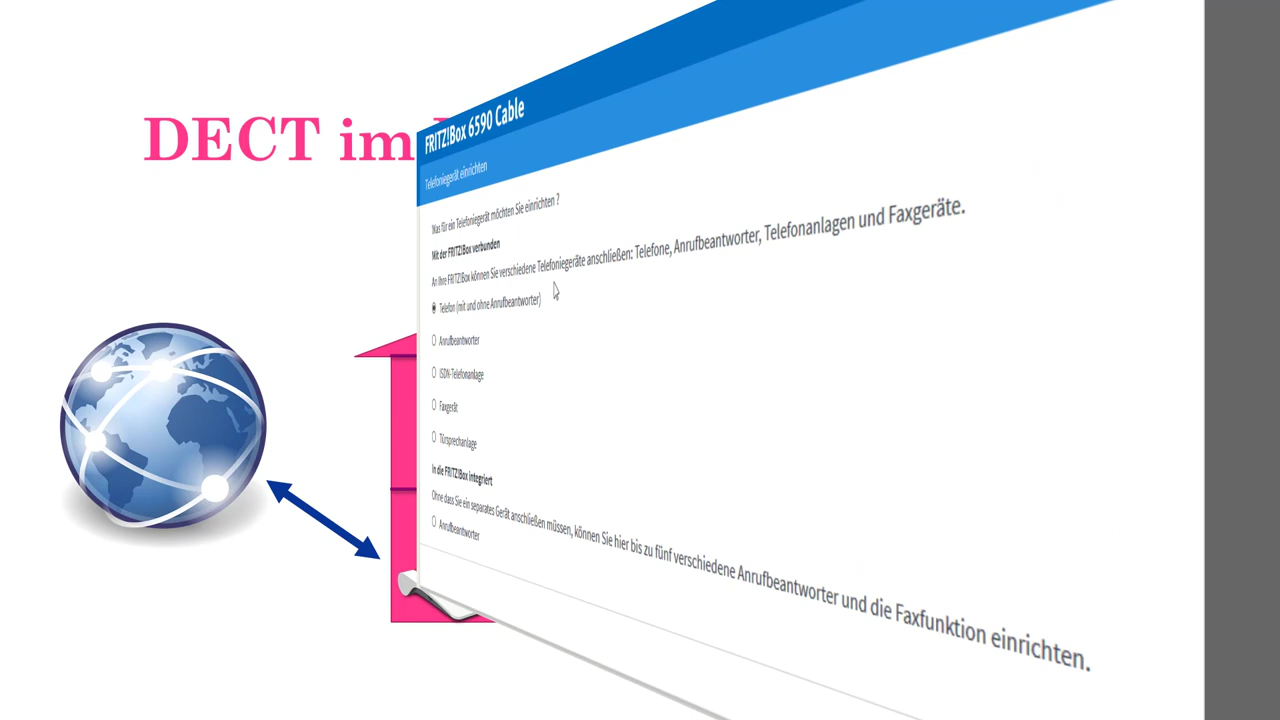 DECT im
FRITZ!Box 6590 Cable
Telefoniegerät einrichten
Was für ein Telefoniegerät möchten Sie einrichten ?
Mit der FRITZ!Box verbunden
An Ihre FRITZ!Box können Sie verschiedene Telefoniegeräte anschließen: Telefone, Anrufbeantworter, Telefonanlagen und Faxgeräte.
Telefon (mit und ohne Anrufbeantworter)
Anrufbeantworter
ISDN-Telefonanlage
Faxgerät
Türsprechanlage
In die FRITZ!Box integriert
Ohne dass Sie ein separates Gerät anschließen müssen, können Sie hier bis zu fünf verschiedene Anrufbeantworter und die Faxfunktion einrichten.
Anrufbeantworter